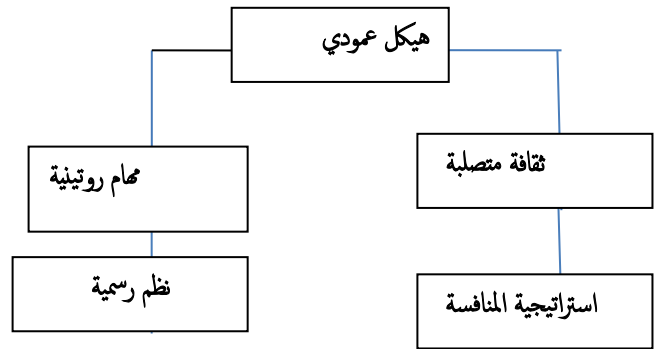 هيكل عمودي
ثقافة متصلبة
مهام روتينية
نظم رسمية
استراتيجية المنافسة